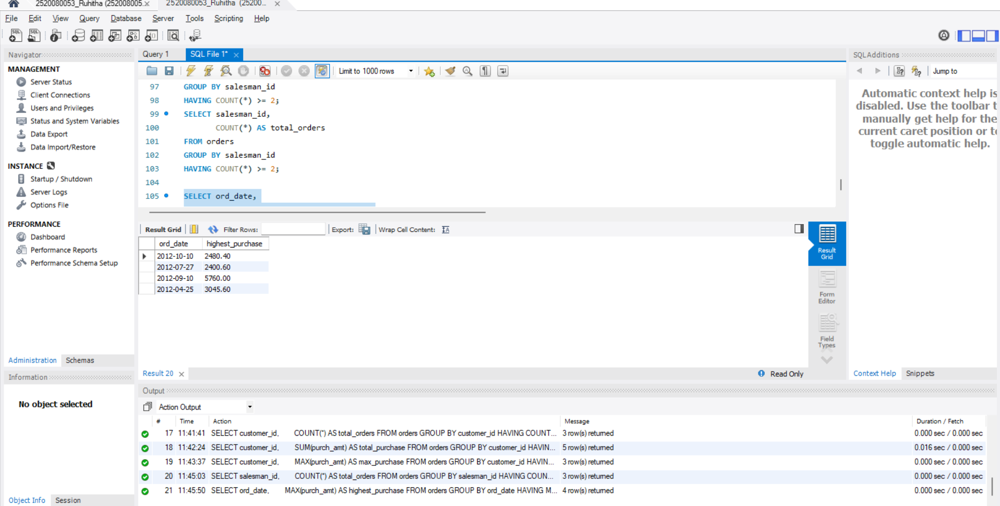 2520080053_Ruhitha (252008005.x
2520080053_Ruhitha (25200... x
File Edit View Query Database Server Tools Scripting Help
Navigator
MANAGEMENT
Server Status
Client Connections
Users and Privileges
Status and System Variables
Data Export
Data Import/Restore
INSTANCE
Startup / Shutdown
Server Logs
Options File
PERFORMANCE
Dashboard
Performance Reports
Performance Schema Setup
Administration Schemas
Information
No object selected
Object Info Session
Query 1 SQL File 1* x
Limit to 1000 rows
97 GROUP BY salesman_id
98 HAVING COUNT(*) >= 2;
99 SELECT salesman_id,
100 COUNT(*) AS total_orders
101 FROM orders
102 GROUP BY salesman_id
103 HAVING COUNT(*) >= 2;
104
105 SELECT ord_date,
Result Grid Filter Rows: Export: Wrap Cell Content:
ord_date highest_purchase
2012-10-10 2480.40
2012-07-27 2400.60
2012-09-10 5760.00
2012-04-25 3045.60
Result Grid
Form Editor
Field Types
Result 20 x
Read Only
SQLAdditions
Jump to
Automatic context help is
disabled. Use the toolbar t
manually get help for the
current caret position or t
toggle automatic help.
Context Help Snippets
Output
Action Output
# Time Action Message Duration / Fetch
17 11:41:41 SELECT customer_id, COUNT(*) AS total_orders FROM orders GROUP BY customer_id HAVING COUNT... 3 row(s) returned 0.000 sec / 0.000 sec
18 11:42:24 SELECT customer_id, SUM(purch_amt) AS total_purchase FROM orders GROUP BY customer_id HAVIN... 5 row(s) returned 0.016 sec / 0.000 sec
19 11:43:37 SELECT customer_id, MAX(purch_amt) AS max_purchase FROM orders GROUP BY customer_id HAVIN... 3 row(s) returned 0.000 sec / 0.000 sec
20 11:45:03 SELECT salesman_id, COUNT(*) AS total_orders FROM orders GROUP BY salesman_id HAVING COUN... 3 row(s) returned 0.000 sec / 0.000 sec
21 11:45:50 SELECT ord_date, MAX(purch_amt) AS highest_purchase FROM orders GROUP BY ord_date HAVING M... 4 row(s) returned 0.000 sec / 0.000 sec